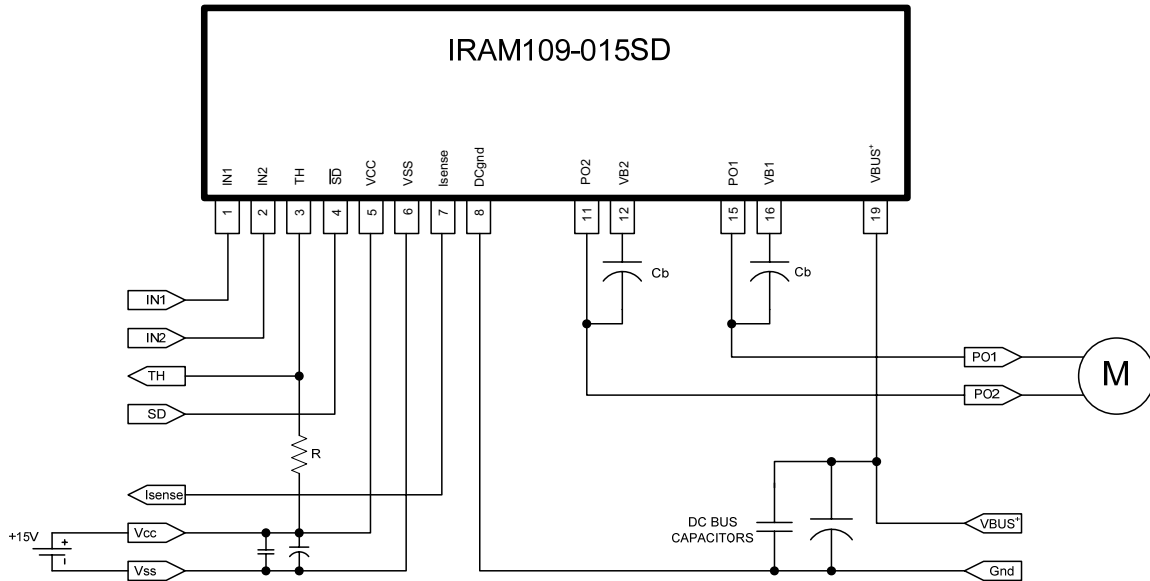 IRAM109-015SD
IN1
IN2
TH
SD
VCC
VSS
Isense
DCgnd
PO2
VB2
PO1
VB1
VBUS+
1
2
3
4
5
6
7
8
11
12
15
16
19
Cb
Cb
IN1
IN2
TH
SD
PO1
PO2
M
R
Isense
+15V
+
-
Vcc
Vss
DC BUS
CAPACITORS
VBUS+
Gnd